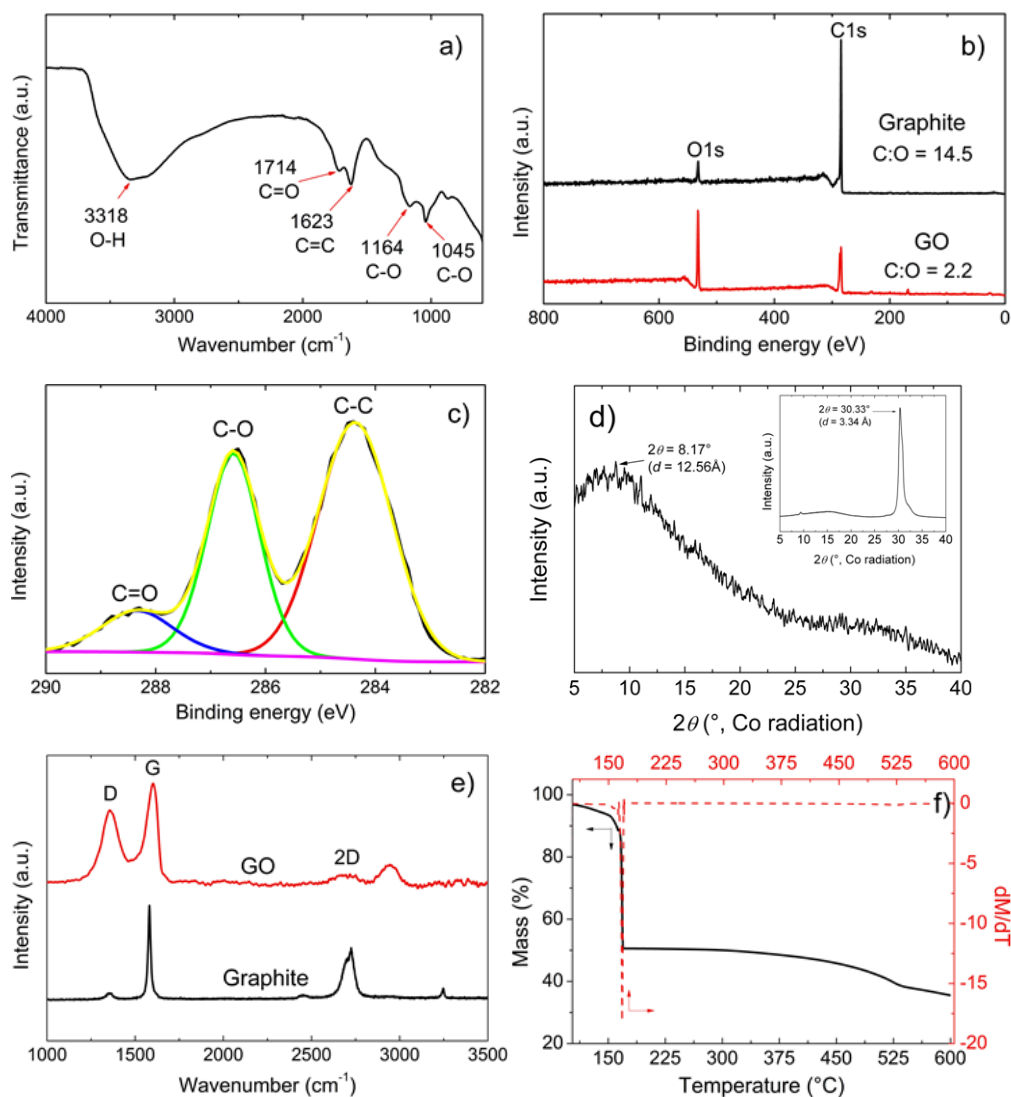 a)
Transmittance (a.u.)
3318
O-H
1714
C=O
1623
C=C
1164
C-O
1045
C-O
4000 3000 2000 1000
Wavenumber (cm⁻¹)
b)
Intensity (a.u.)
C1s
O1s
Graphite
C:O = 14.5
GO
C:O = 2.2
800 600 400 200 0
Binding energy (eV)
c)
Intensity (a.u.)
C-C
C-O
C=O
290 288 286 284 282
Binding energy (eV)
d)
Intensity (a.u.)
2θ = 8.17°
(d = 12.56Å)
5 10 15 20 25 30 35 40
2θ (°, Co radiation)
2θ = 30.33°
(d = 3.34 Å)
Intensity (a.u.)
5 10 15 20 25 30 35 40
2θ (°, Co radiation)
e)
Intensity (a.u.)
D
G
GO
2D
Graphite
1000 1500 2000 2500 3000 3500
Wavenumber (cm⁻¹)
150 225 300 375 450 525 600
f)
Mass (%)
100
80
60
40
20
0
-5
-10
-15
-20
dM/dT
150 225 300 375 450 525 600
Temperature (°C)